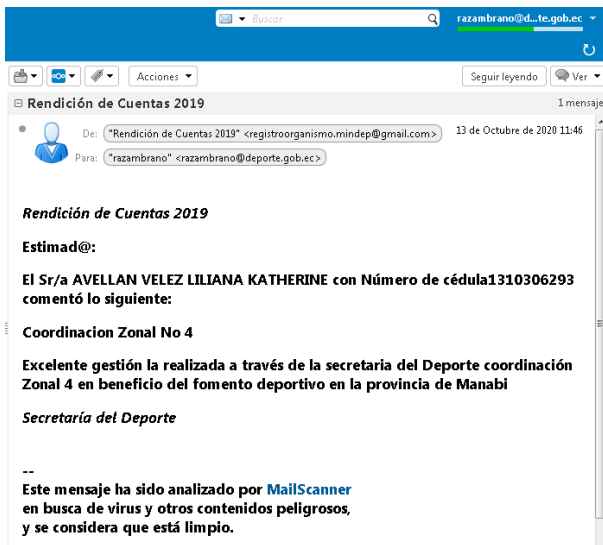 Buscar
razambrano@d...te.gob.ec
Acciones
Seguir leyendo
Ver
Rendición de Cuentas 2019
1 mensaje
De: "Rendición de Cuentas 2019" <registroorganismo.mindep@gmail.com>
13 de Octubre de 2020 11:46
Para: "razambrano" <razambrano@deporte.gob.ec>
Rendición de Cuentas 2019
Estimad@:
El Sr/a AVELLAN VELEZ LILIANA KATHERINE con Número de cédula1310306293
comentó lo siguiente:
Coordinacion Zonal No 4
Excelente gestión la realizada a través de la secretaria del Deporte coordinación
Zonal 4 en beneficio del fomento deportivo en la provincia de Manabi
Secretaría del Deporte
--
Este mensaje ha sido analizado por MailScanner
en busca de virus y otros contenidos peligrosos,
y se considera que está limpio.